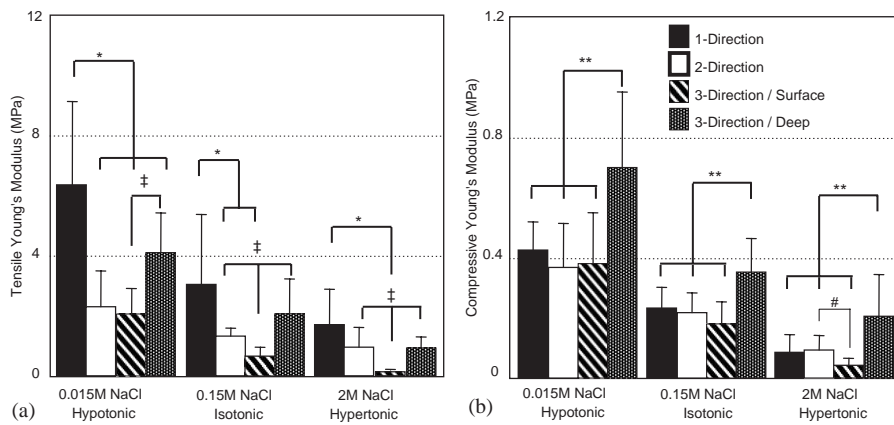 12
8
4
0
Tensile Young's Modulus (MPa)
*
‡
*
‡
*
‡
0.015M NaCl
Hypotonic
0.15M NaCl
Isotonic
2M NaCl
Hypertonic
(a)
1.2
0.8
0.4
0
Compressive Young's Modulus (MPa)
1-Direction
2-Direction
3-Direction / Surface
3-Direction / Deep
**
**
**
#
0.015M NaCl
Hypotonic
0.15M NaCl
Isotonic
2M NaCl
Hypertonic
(b)